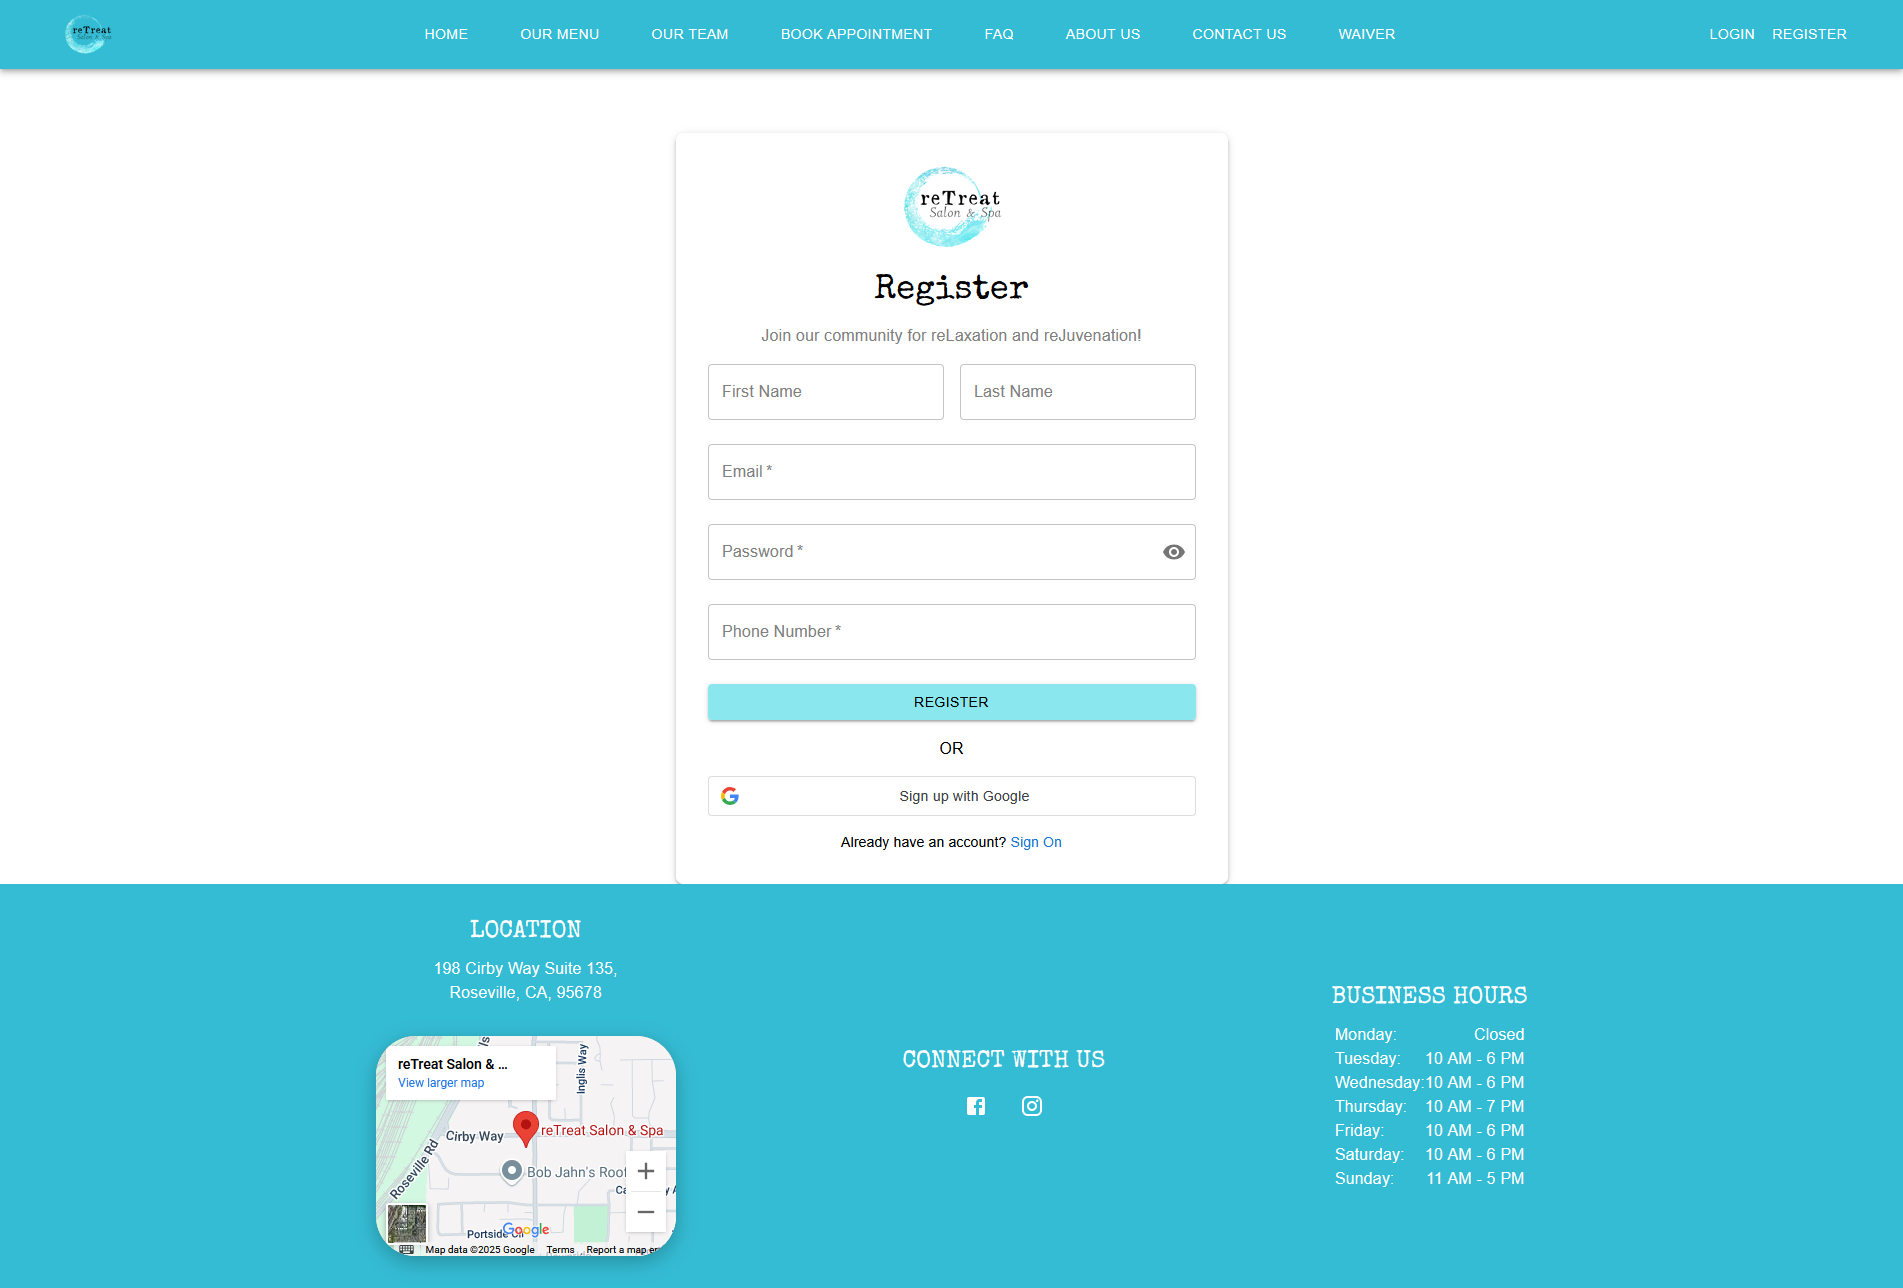 reTreat
Salon & Spa
HOME
OUR MENU
OUR TEAM
BOOK APPOINTMENT
FAQ
ABOUT US
CONTACT US
WAIVER
LOGIN
REGISTER
reTreat
Salon & Spa
Register
Join our community for reLaxation and reJuvenation!
First Name
Last Name
Email *
Password *
Phone Number *
REGISTER
OR
Sign up with Google
Already have an account? Sign On
LOCATION
198 Cirby Way Suite 135,
Roseville, CA, 95678
reTreat Salon & ...
View larger map
Inglis Way
Cirby Way
reTreat Salon & Spa
Roseville Rd
Bob Jahn's Roof
Portside
Google
Map data ©2025 Google
Terms
Report a map er
CONNECT WITH US
BUSINESS HOURS
Monday: Closed
Tuesday: 10 AM - 6 PM
Wednesday: 10 AM - 6 PM
Thursday: 10 AM - 7 PM
Friday: 10 AM - 6 PM
Saturday: 10 AM - 6 PM
Sunday: 11 AM - 5 PM